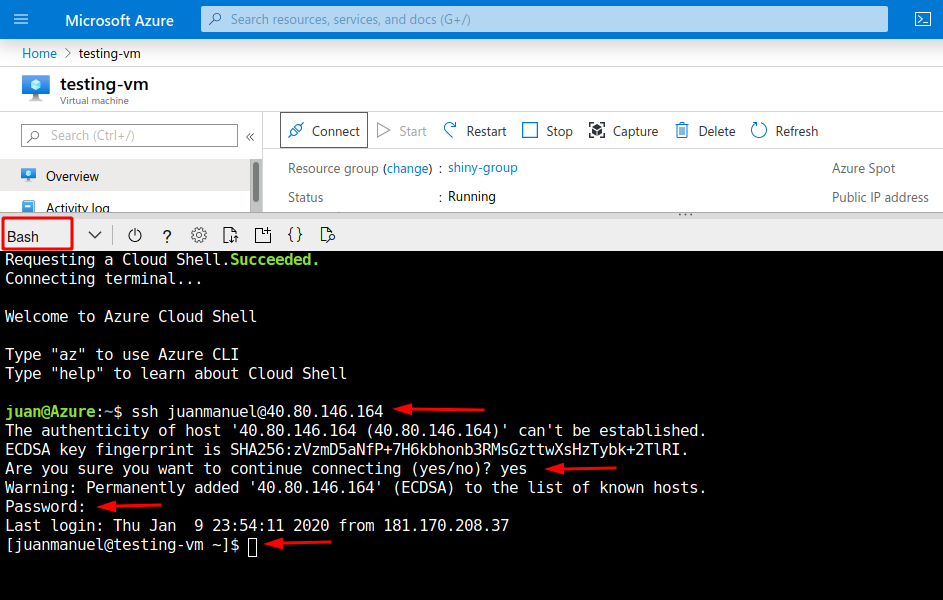 Microsoft Azure
Search resources, services, and docs (G+/)
Home > testing-vm
testing-vm
Virtual machine
Search (Ctrl+/)
«
Connect
Start
Restart
Stop
Capture
Delete
Refresh
Overview
Activity log
Resource group (change) : shiny-group
Azure Spot
Status : Running
Public IP address
Bash
?
{}
Requesting a Cloud Shell.Succeeded.
Connecting terminal...
Welcome to Azure Cloud Shell
Type "az" to use Azure CLI
Type "help" to learn about Cloud Shell
juan@Azure:~$ ssh juanmanuel@40.80.146.164
The authenticity of host '40.80.146.164 (40.80.146.164)' can't be established.
ECDSA key fingerprint is SHA256:zVzmD5aNfP+7H6kbhonb3RMsGzttwXsHzTybk+2TlRI.
Are you sure you want to continue connecting (yes/no)? yes
Warning: Permanently added '40.80.146.164' (ECDSA) to the list of known hosts.
Password:
Last login: Thu Jan  9 23:54:11 2020 from 181.170.208.37
[juanmanuel@testing-vm ~]$